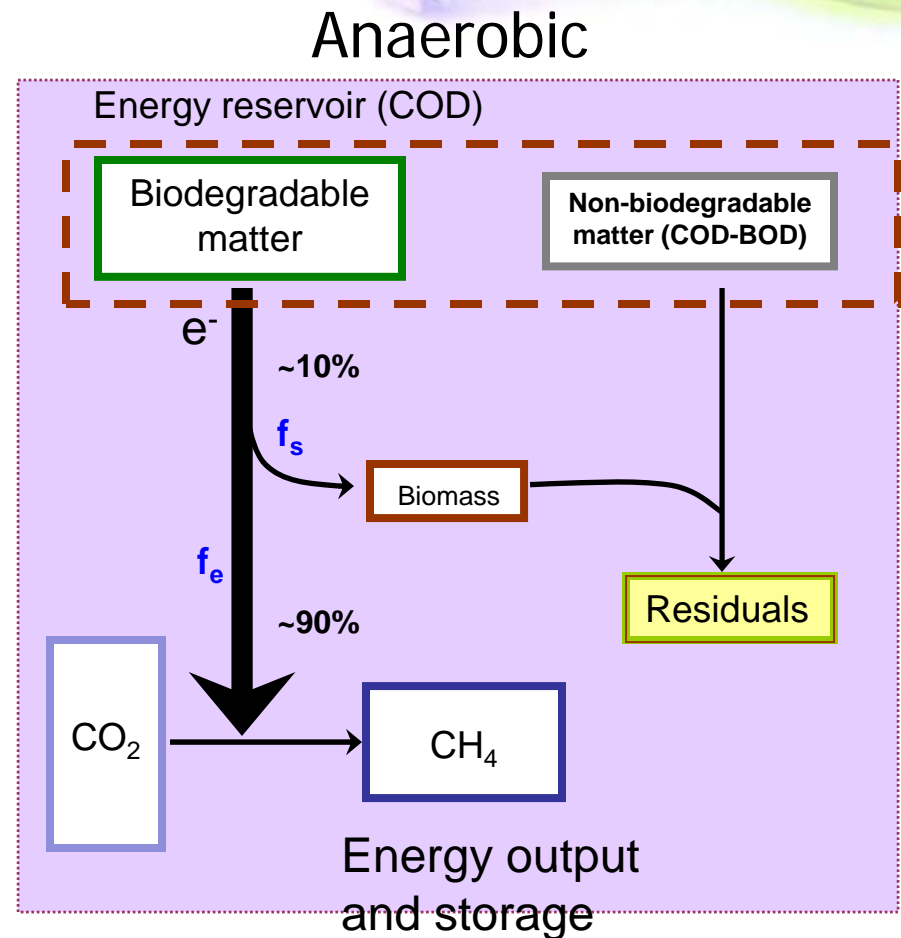 Anaerobic
Energy reservoir (COD)
Biodegradable
matter
Non-biodegradable
matter (COD-BOD)
e-
~10%
fs
Biomass
fe
~90%
Residuals
CO2
CH4
Energy output
and storage